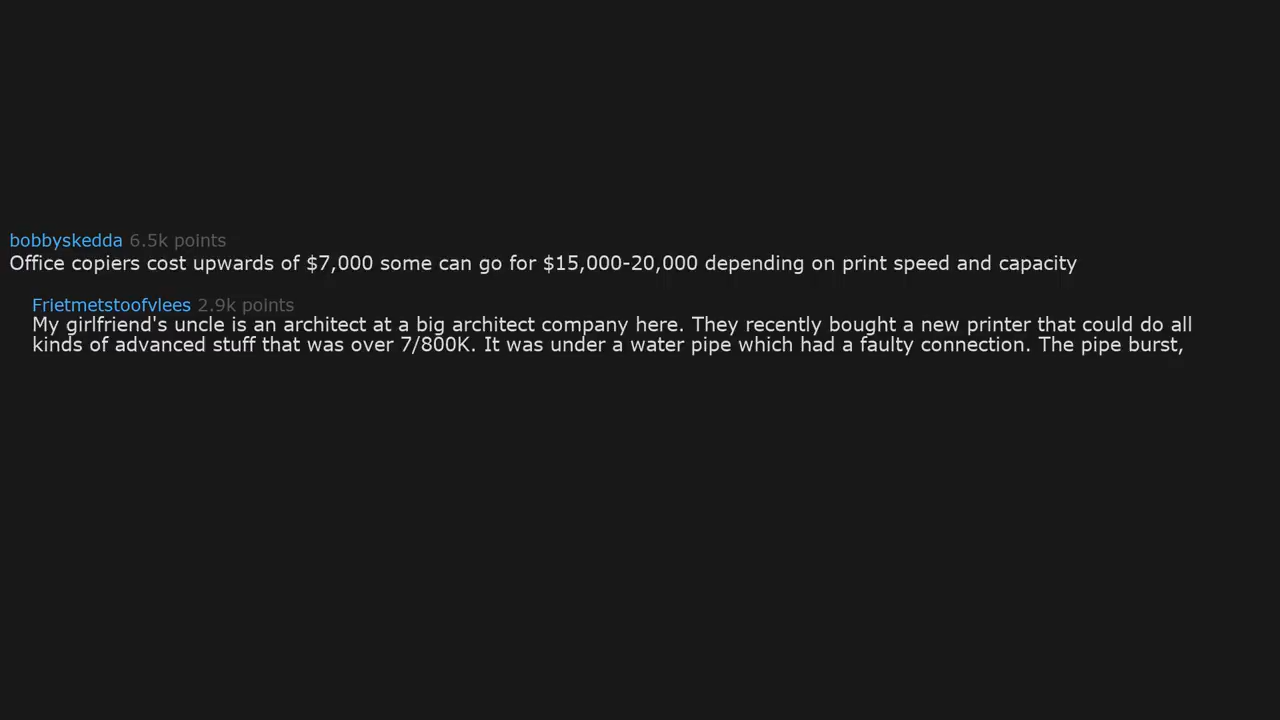 bobbyskedda 6.5k points
Office copiers cost upwards of $7,000 some can go for $15,000-20,000 depending on print speed and capacity
Frietmetstoofvlees 2.9k points
My girlfriend's uncle is an architect at a big architect company here. They recently bought a new printer that could do all
kinds of advanced stuff that was over 7/800K. It was under a water pipe which had a faulty connection. The pipe burst,